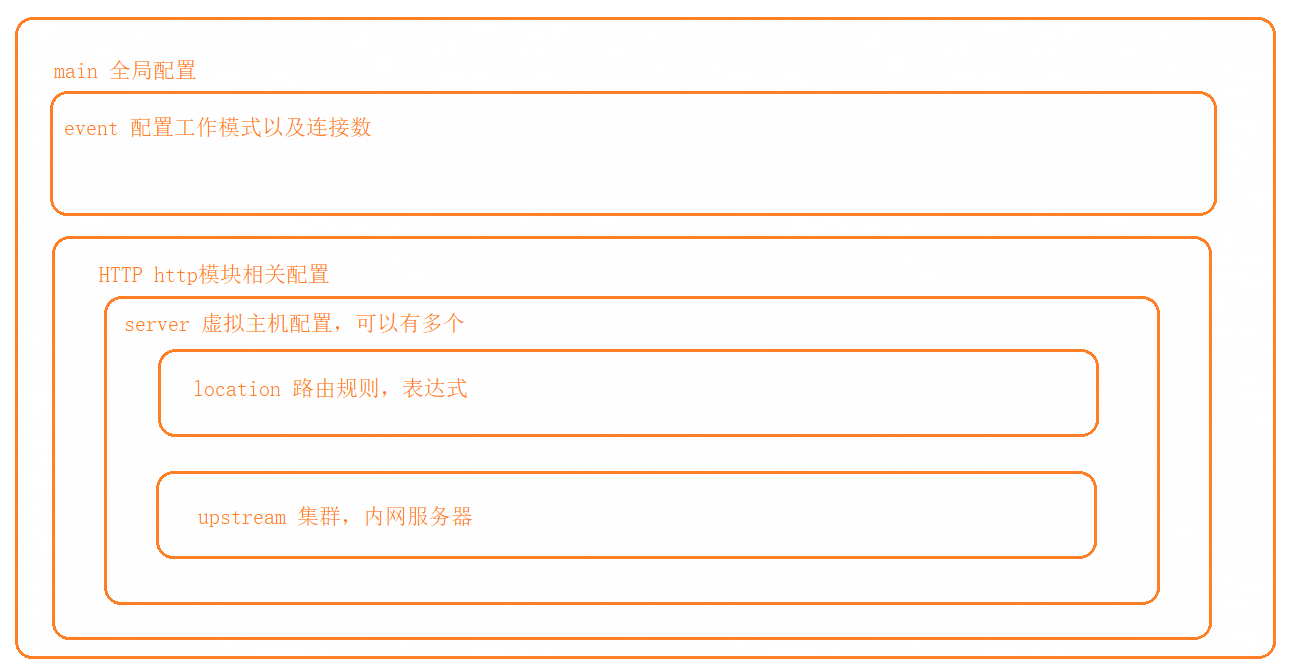 main 全局配置
event 配置工作模式以及连接数
HTTP http模块相关配置
server 虚拟主机配置，可以有多个
location 路由规则，表达式
upstream 集群，内网服务器